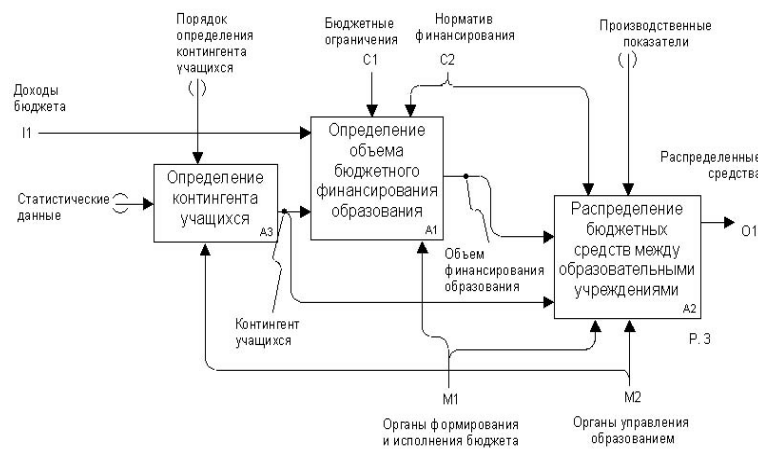 Порядок
определения
контингента
учащихся
Бюджетные
ограничения
C1
Норматив
финансирования
C2
Производственные
показатели
Доходы
бюджета
I1
Статистические
данные
Определение
контингента
учащихся
A3
Определение
объема
бюджетного
финансирования
образования
A1
Распределение
бюджетных
средств между
образовательными
учреждениями
A2
Распределенные
средства
O1
P. 3
Контингент
учащихся
Объем
финансирования
образования
M1
Органы формирования
и исполнения бюджета
M2
Органы управления
образованием